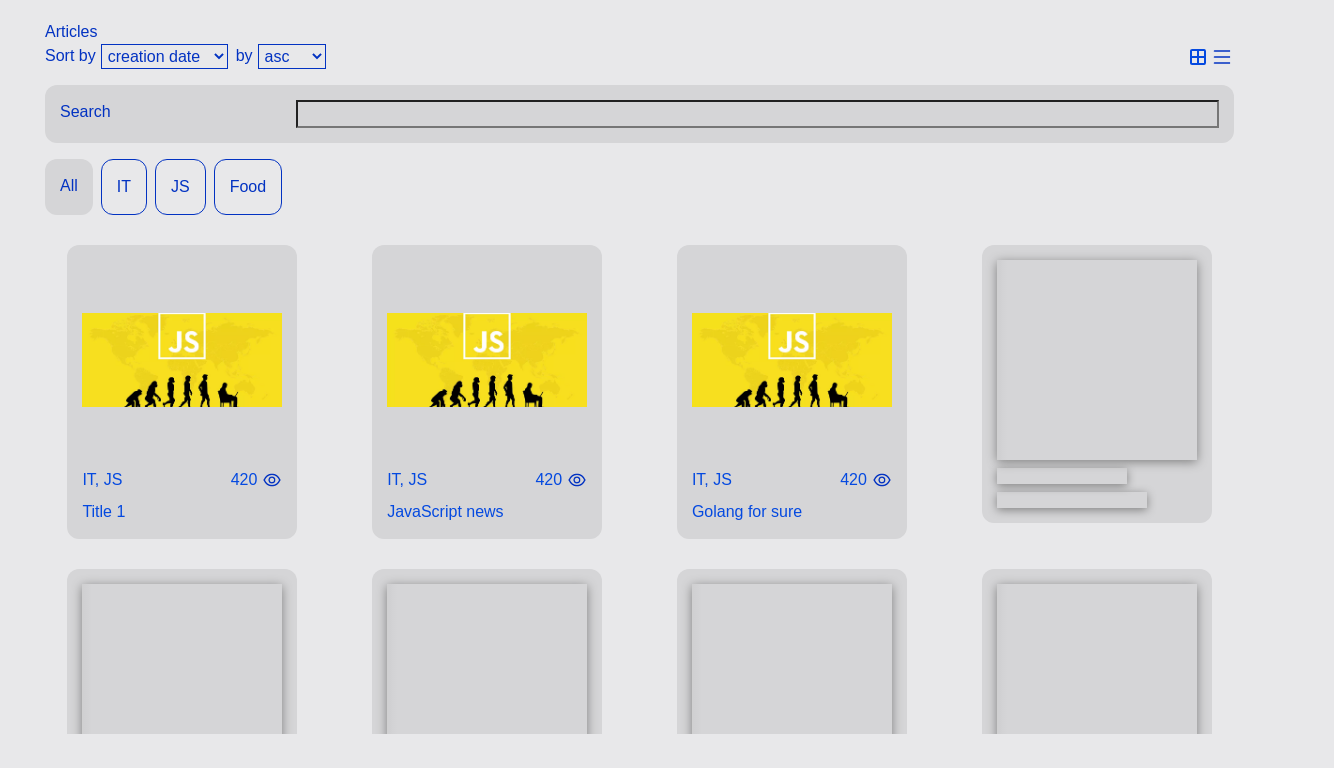 Articles
Sort by creation date by asc
Search
All IT JS Food
JS JS JS
IT, JS 420 IT, JS 420 IT, JS 420
Title 1 JavaScript news Golang for sure